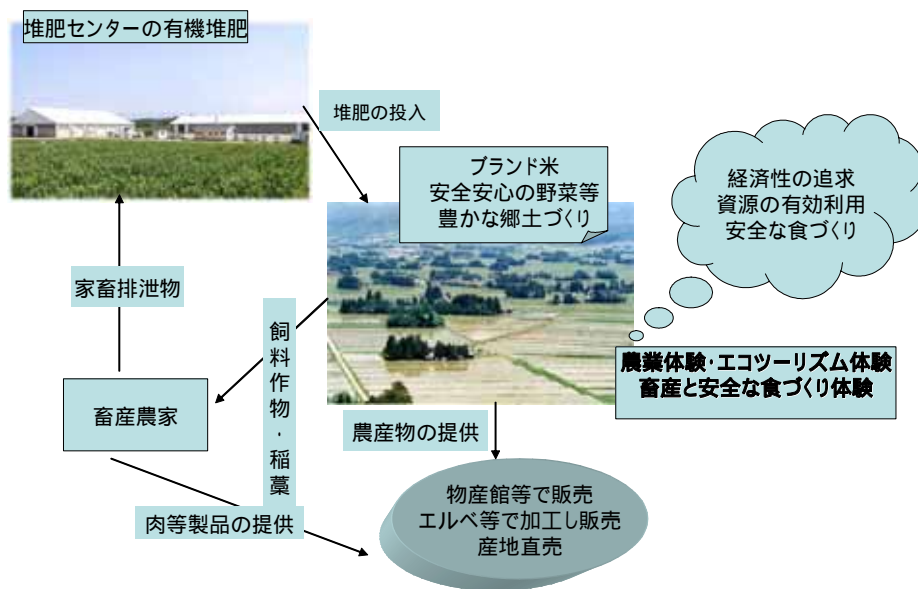 堆肥センターの有機堆肥
堆肥の投入
ブランド米
安全安心の野菜等
豊かな郷土づくり
経済性の追求
資源の有効利用
安全な食づくり
家畜排泄物
飼料作物・稲藁
農業体験・エコツーリズム体験
畜産と安全な食づくり体験
畜産農家
農産物の提供
物産館等で販売
エルベ等で加工し販売
産地直売
肉等製品の提供